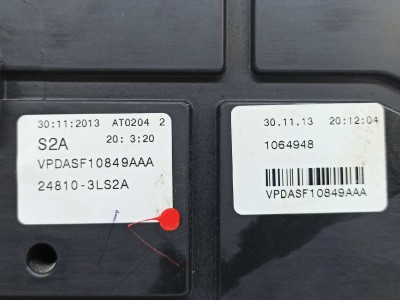 30:11:2013 AT0204 2
S2A 20: 3:20
VPDASF10849AAA
24810-3LS2A
30.11.13 20:12:04
1064948
VPDASF10849AAA